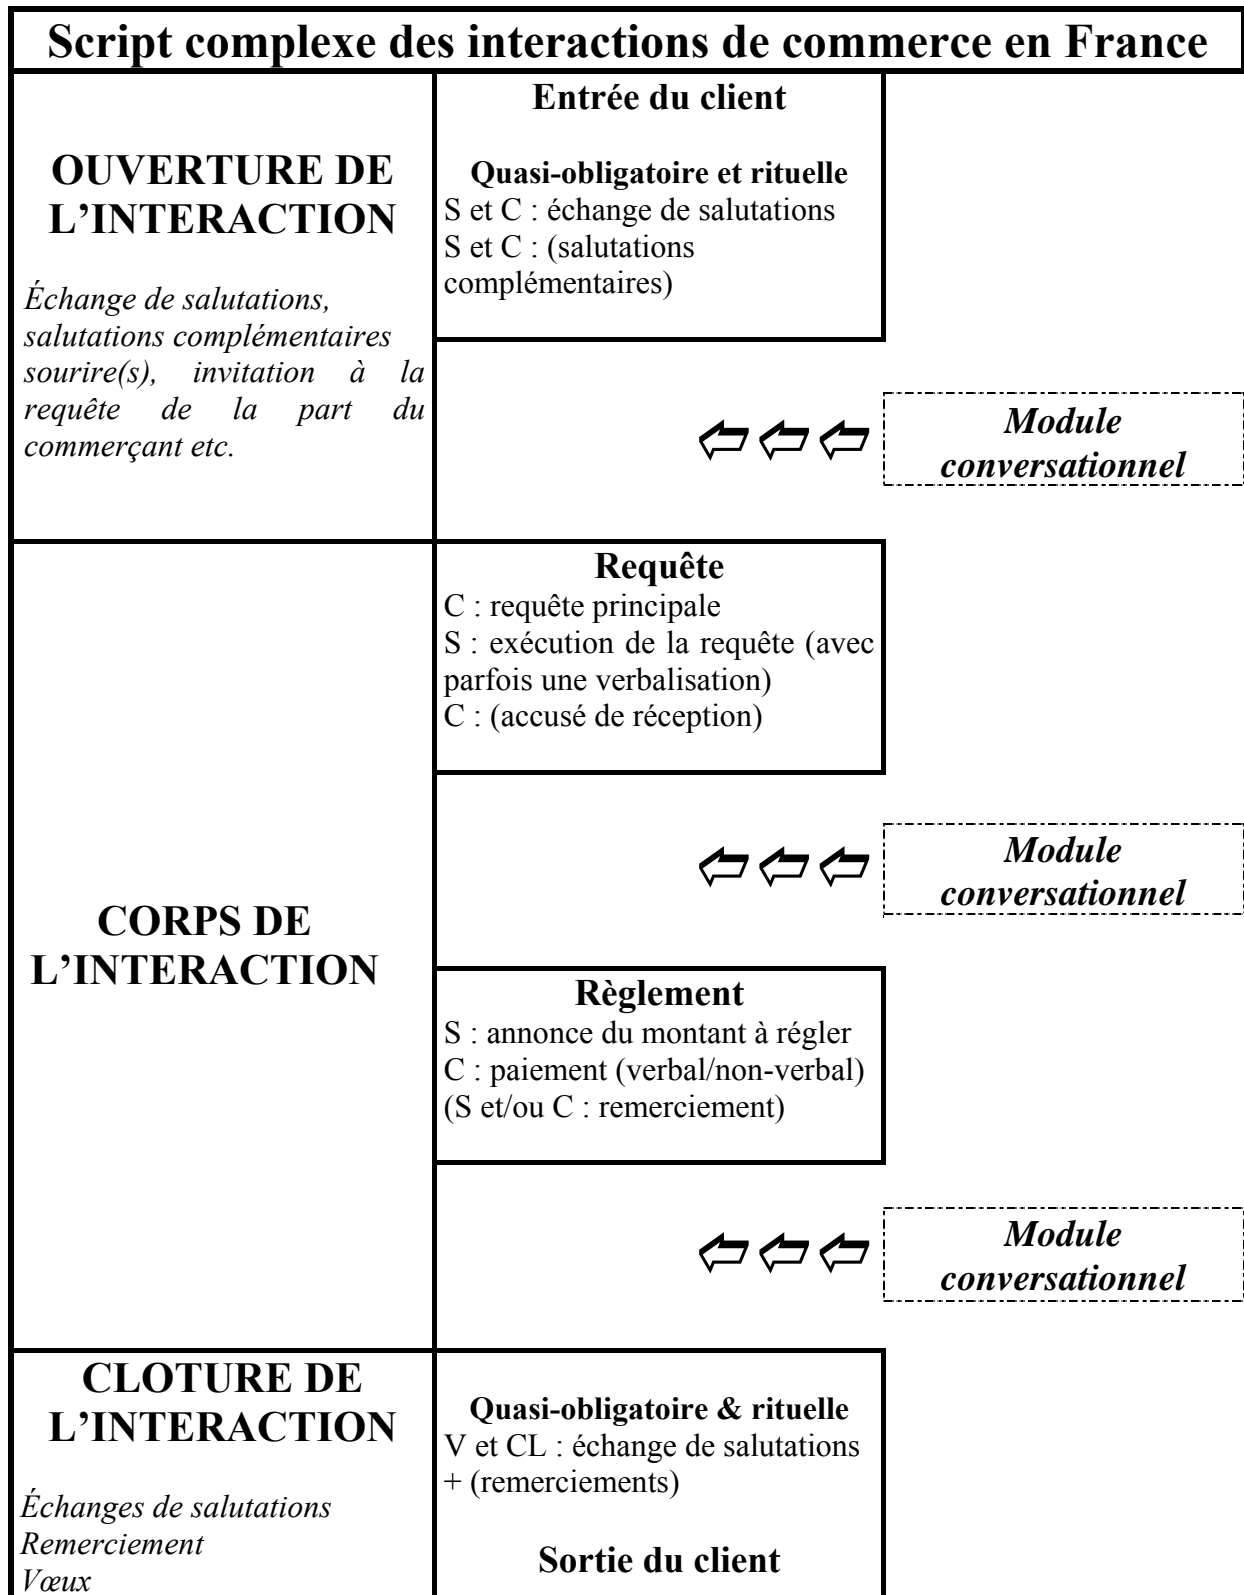 Script complexe des interactions de commerce en France
OUVERTURE DE
L’INTERACTION
Échange de salutations,
salutations complémentaires
sourire(s), invitation à la
requête de la part du
commerçant etc.
Entrée du client
Quasi-obligatoire et rituelle
S et C : échange de salutations
S et C : (salutations
complémentaires)
Module
conversationnel
CORPS DE
L’INTERACTION
Requête
C : requête principale
S : exécution de la requête (avec
parfois une verbalisation)
C : (accusé de réception)
Module
conversationnel
Règlement
S : annonce du montant à régler
C : paiement (verbal/non-verbal)
(S et/ou C : remerciement)
Module
conversationnel
CLOTURE DE
L’INTERACTION
Échanges de salutations
Remerciement
Vœux
Quasi-obligatoire & rituelle
V et CL : échange de salutations
+ (remerciements)
Sortie du client